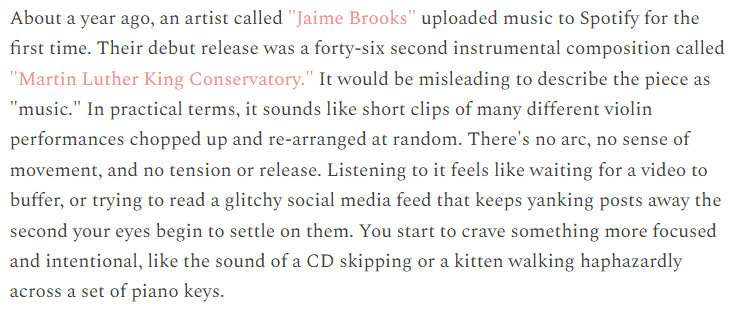 About a year ago, an artist called "Jaime Brooks" uploaded music to Spotify for the
first time. Their debut release was a forty-six second instrumental composition called
"Martin Luther King Conservatory." It would be misleading to describe the piece as
"music." In practical terms, it sounds like short clips of many different violin
performances chopped up and re-arranged at random. There's no arc, no sense of
movement, and no tension or release. Listening to it feels like waiting for a video to
buffer, or trying to read a glitchy social media feed that keeps yanking posts away the
second your eyes begin to settle on them. You start to crave something more focused
and intentional, like the sound of a CD skipping or a kitten walking haphazardly
across a set of piano keys.